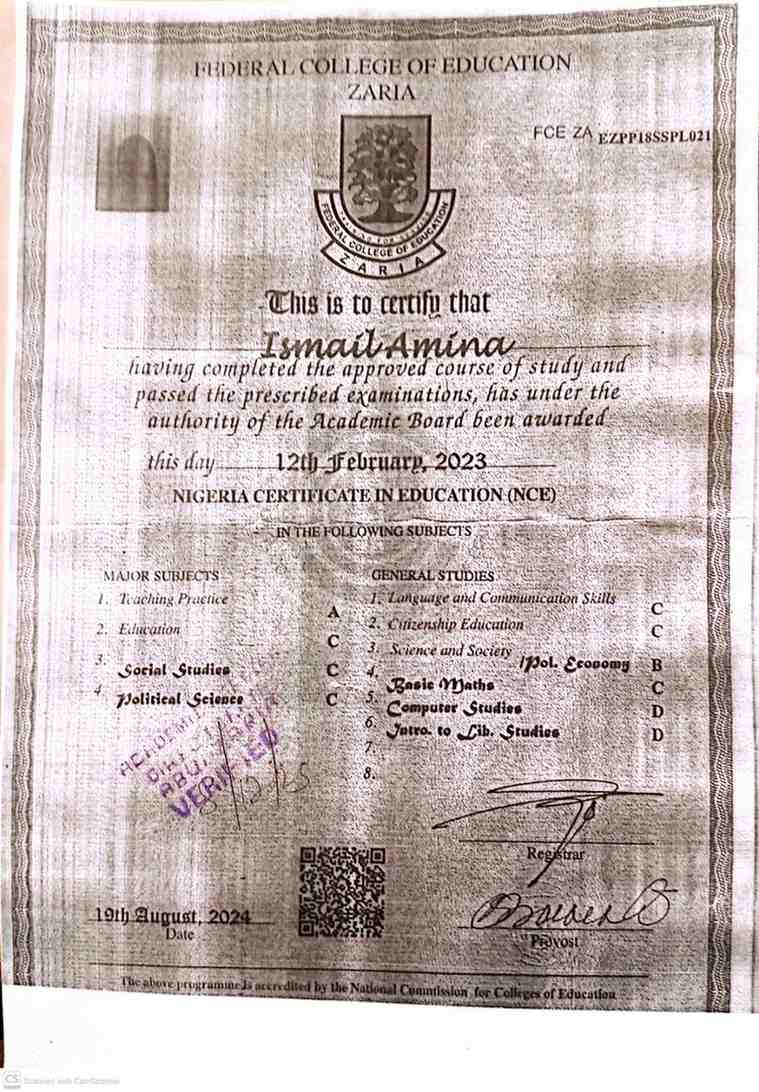 FEDERAL COLLEGE OF EDUCATION
ZARIA
FCE ZA EZPP18SSPL021
FEDERAL COLLEGE OF EDUCATION
ZARIA
This is to certify that
Ismail Amina
having completed the approved course of study and
passed the prescribed examinations, has under the
authority of the Academic Board been awarded
this day 12th February, 2023
NIGERIA CERTIFICATE IN EDUCATION (NCE)
IN THE FOLLOWING SUBJECTS
MAJOR SUBJECTS
1. Teaching Practice A
2. Education C
3. Social Studies C
4 Political Science C
GENERAL STUDIES
1. Language and Communication Skills C
2. Citizenship Education C
3. Science and Society /Pol. Economy B
4. Basic Maths C
5. Computer Studies D
6. Intro. to Lib. Studies D
7.
8.
VERIFIED
Registrar
19th August, 2024
Date
Provost
The above programme is accredited by the National Commission for Colleges of Education
CS Scanned with CamScanner